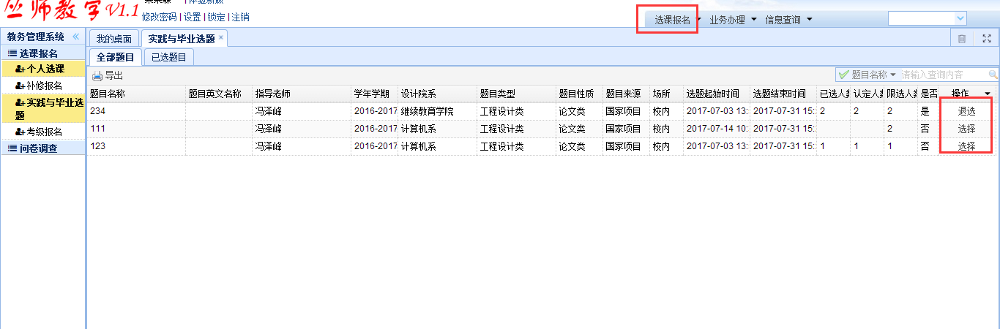 巫师教学V1.1
体验新版
修改密码 | 设置 | 锁定 | 注销
选课报名 业务办理 信息查询
教务管理系统
选课报名
个人选课
补修报名
实践与毕业选题
考级报名
问卷调查
我的桌面 实践与毕业选题
全部题目 已选题目
导出
题目名称 请输入查询内容
题目名称 题目英文名称 指导老师 学年学期 设计院系 题目类型 题目性质 题目来源 场所 选题起始时间 选题结束时间 已选人数 认定人数 限选人数 是否 操作
234 冯泽峰 2016-2017 继续教育学院 工程设计类 论文类 国家项目 校内 2017-07-03 13: 2017-07-31 15: 2 2 2 是 退选
111 冯泽峰 2016-2017 计算机系 工程设计类 论文类 国家项目 校内 2017-07-14 10: 2017-07-31 15: 2 否 选择
123 冯泽峰 2016-2017 计算机系 工程设计类 论文类 国家项目 校内 2017-07-03 13: 2017-07-31 15: 1 1 1 否 选择